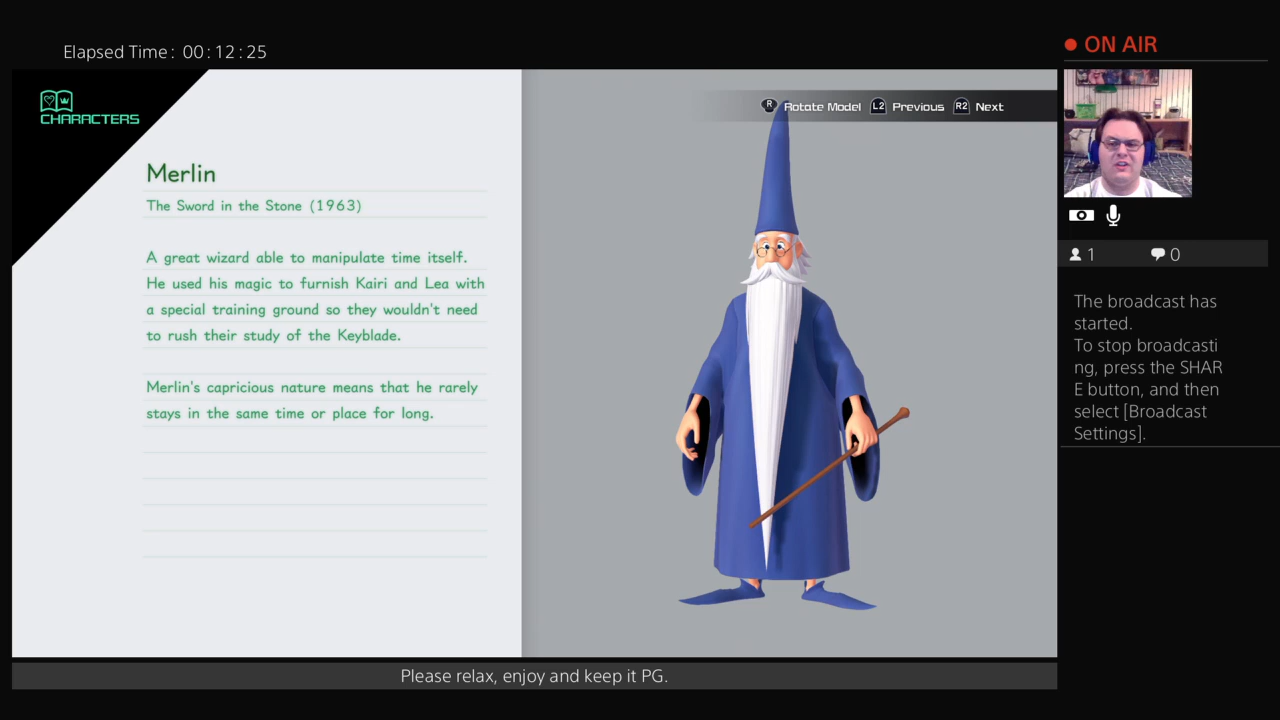 Elapsed Time: 00:12:25
ON AIR
CHARACTERS
R Rotate Model L2 Previous R2 Next
Merlin
The Sword in the Stone (1963)
A great wizard able to manipulate time itself.
He used his magic to furnish Kairi and Lea with
a special training ground so they wouldn't need
to rush their study of the Keyblade.
Merlin's capricious nature means that he rarely
stays in the same time or place for long.
1 0
The broadcast has
started.
To stop broadcasti
ng, press the SHAR
E button, and then
select [Broadcast
Settings].
Please relax, enjoy and keep it PG.